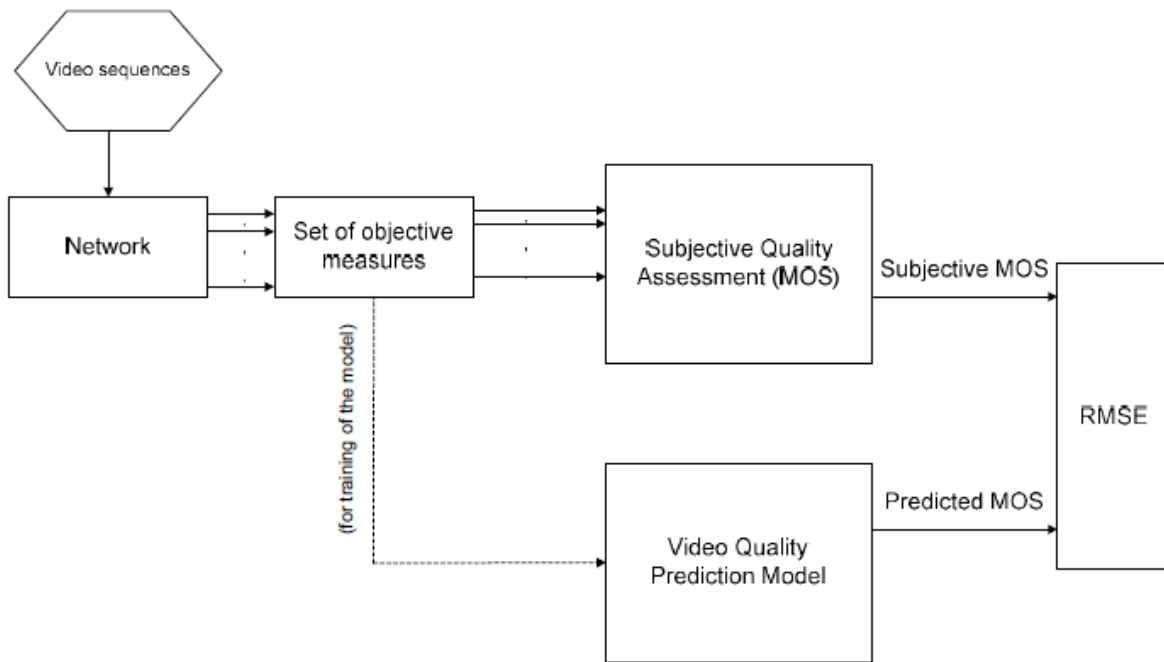 Video sequences
Network
Set of objective
measures
Subjective Quality
Assessment (MOS)
Subjective MOS
RMSE
(for training of the model)
Predicted MOS
Video Quality
Prediction Model